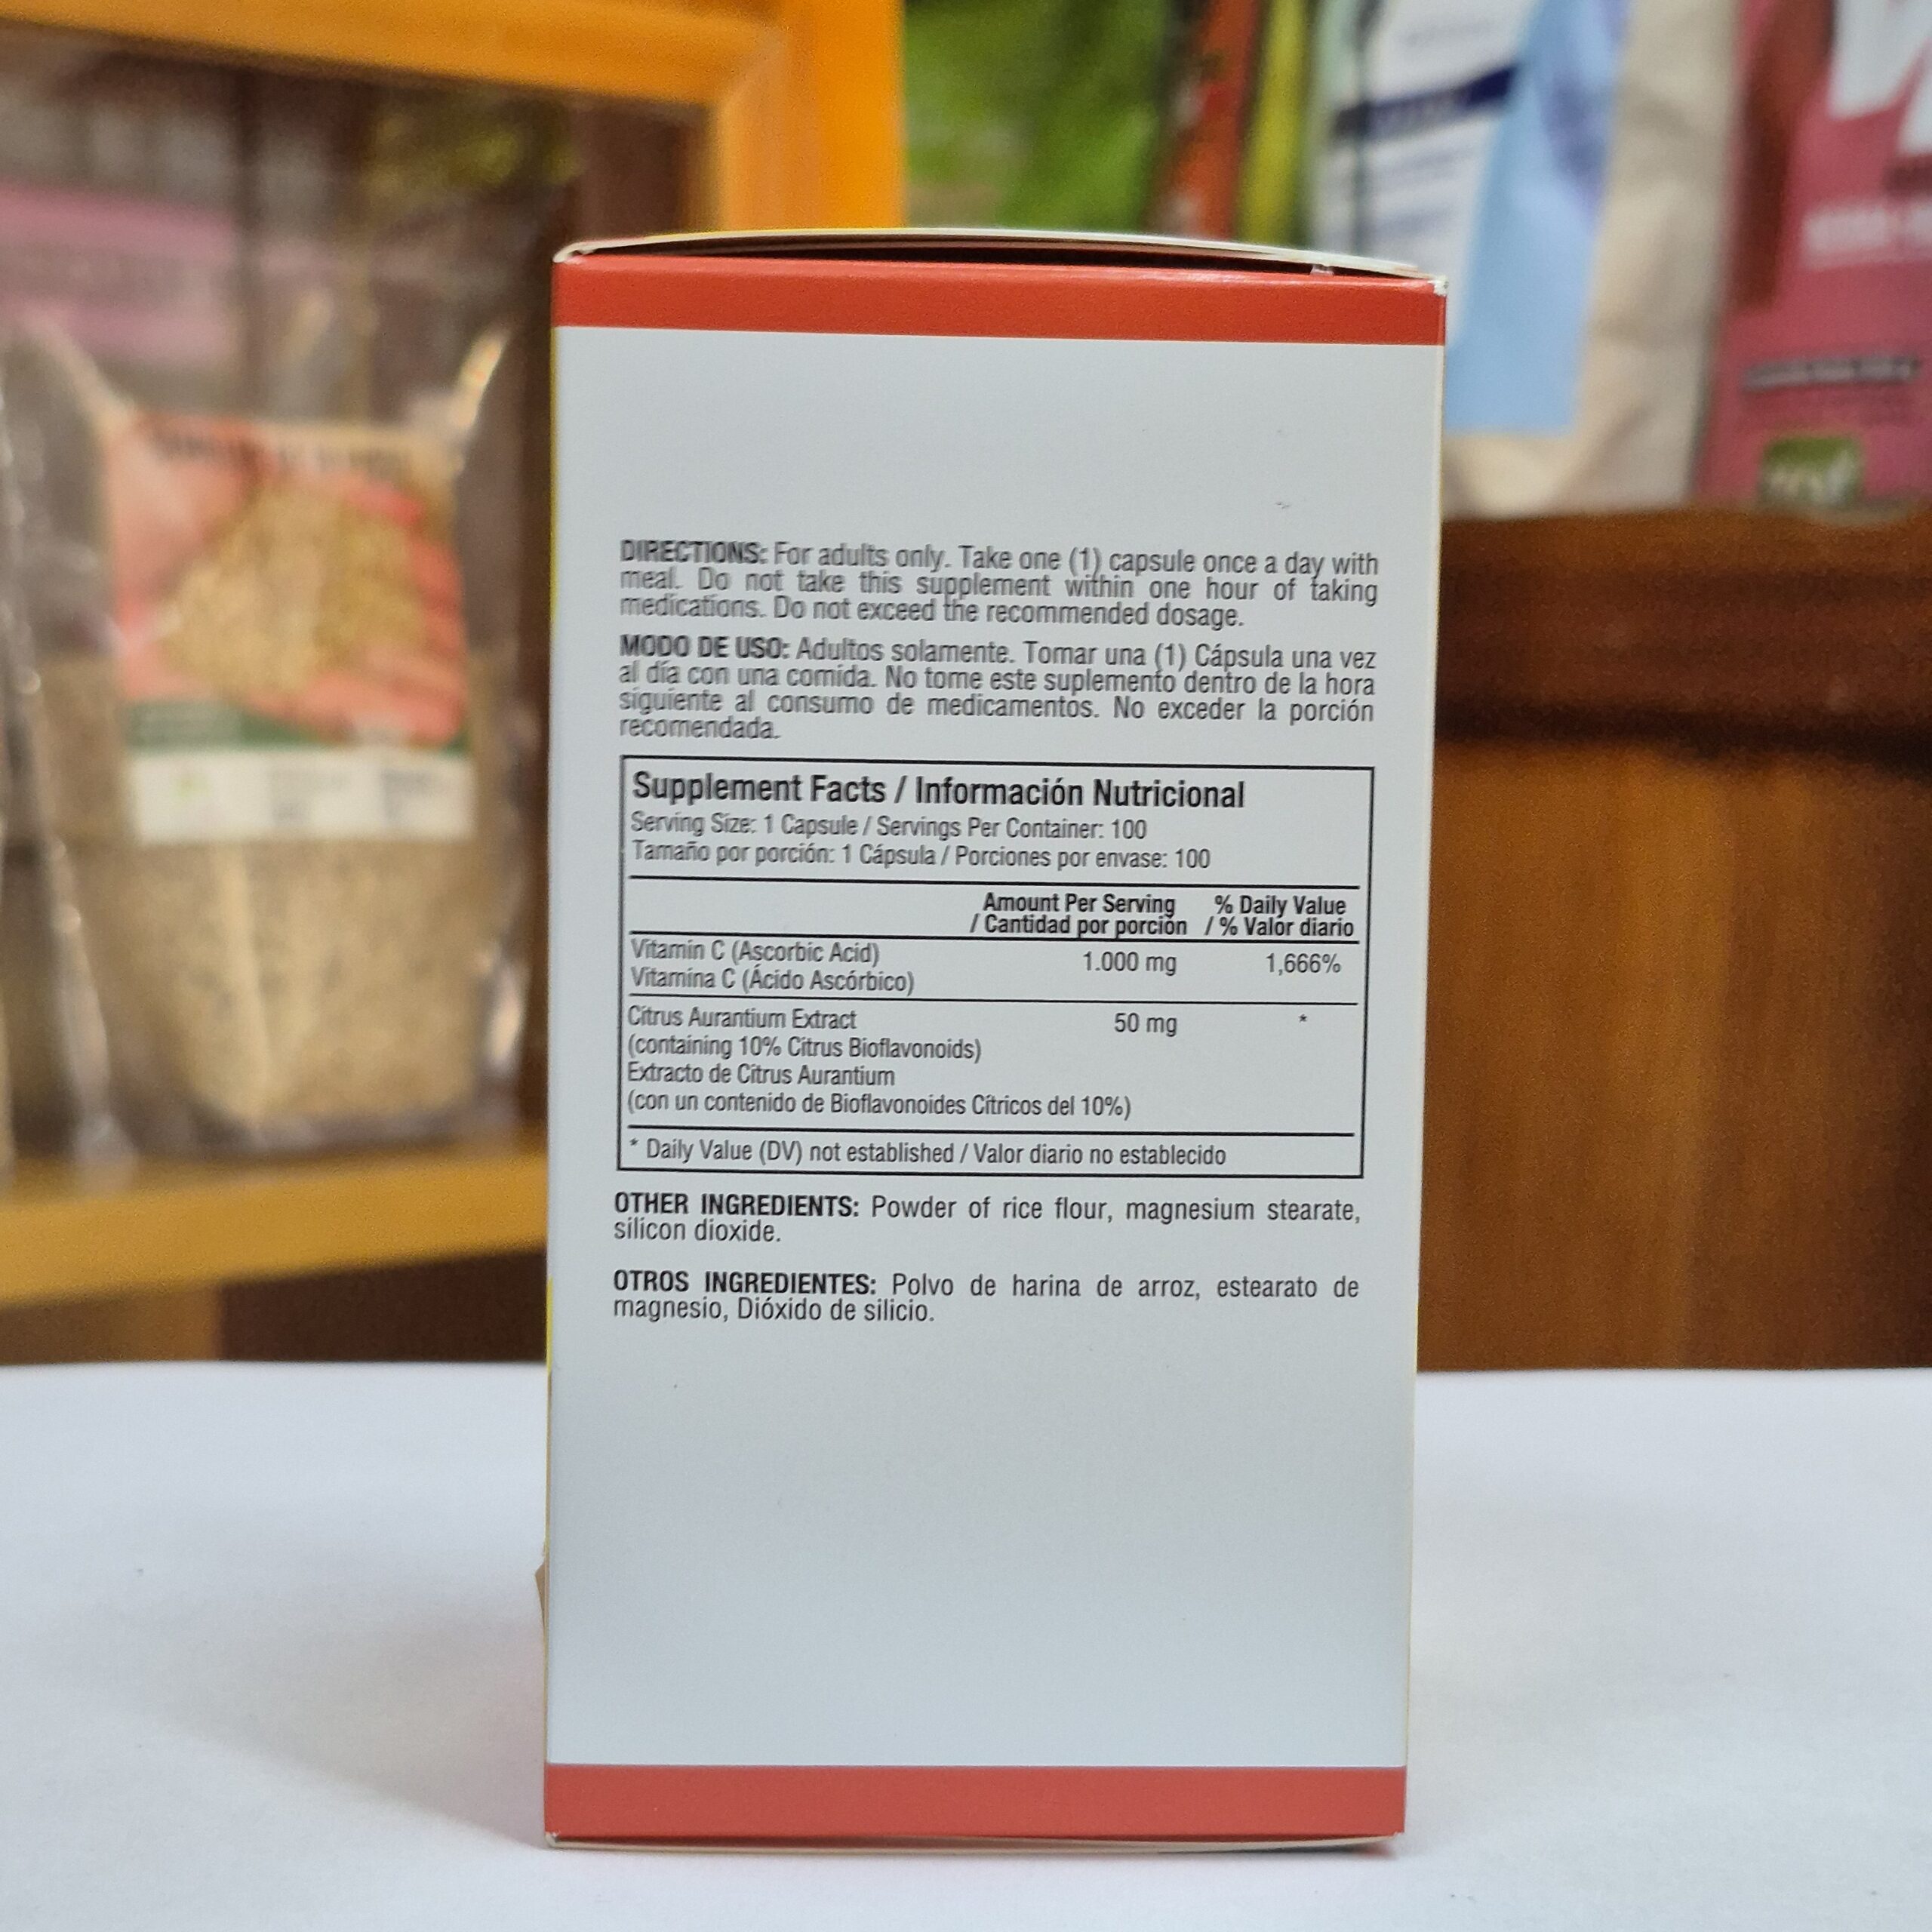 DIRECTIONS: For adults only. Take one (1) capsule once a day with
meal. Do not take this supplement within one hour of taking
medications. Do not exceed the recommended dosage.
MODO DE USO: Adultos solamente. Tomar una (1) Cápsula una vez
al día con una comida. No tome este suplemento dentro de la hora
siguiente al consumo de medicamentos. No exceder la porción
recomendada.
Supplement Facts / Información Nutricional
Serving Size: 1 Capsule / Servings Per Container: 100
Tamaño por porción: 1 Cápsula / Porciones por envase: 100
Amount Per Serving % Daily Value
/ Cantidad por porción / % Valor diario
Vitamin C (Ascorbic Acid) 1.000 mg 1,666%
Vitamina C (Ácido Ascórbico)
Citrus Aurantium Extract 50 mg *
(containing 10% Citrus Bioflavonoids)
Extracto de Citrus Aurantium
(con un contenido de Bioflavonoides Cítricos del 10%)
* Daily Value (DV) not established / Valor diario no establecido
OTHER INGREDIENTS: Powder of rice flour, magnesium stearate,
silicon dioxide.
OTROS INGREDIENTES: Polvo de harina de arroz, estearato de
magnesio, Dióxido de silicio.